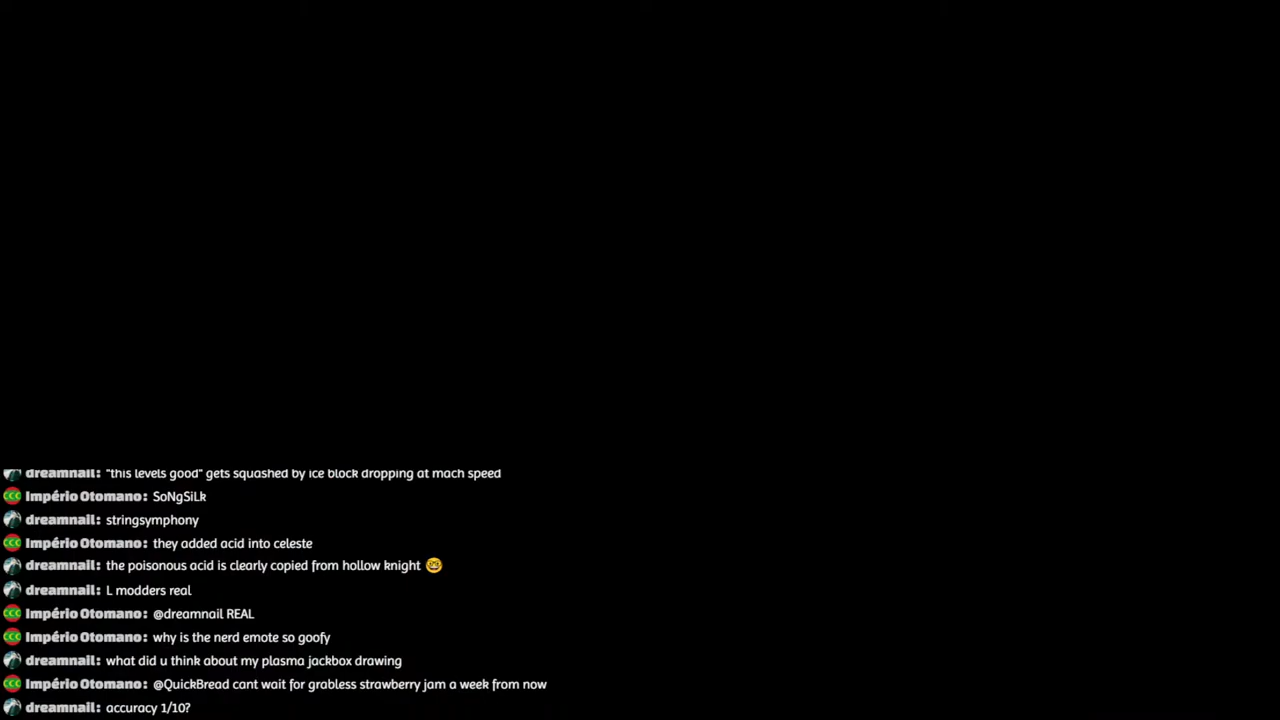 dreamnail: "this levels good" gets squashed by ice block dropping at mach speed
Império Otomano: SoNgSiLk
dreamnail: stringsymphony
Império Otomano: they added acid into celeste
dreamnail: the poisonous acid is clearly copied from hollow knight 🤓
dreamnail: L modders real
Império Otomano: @dreamnail REAL
Império Otomano: why is the nerd emote so goofy
dreamnail: what did u think about my plasma jackbox drawing
Império Otomano: @QuickBread cant wait for grabless strawberry jam a week from now
dreamnail: accuracy 1/10?